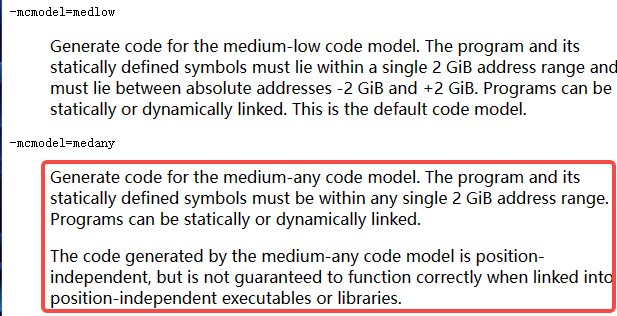 -mcmodel=medlow
Generate code for the medium-low code model. The program and its
statically defined symbols must lie within a single 2 GiB address range and
must lie between absolute addresses -2 GiB and +2 GiB. Programs can be
statically or dynamically linked. This is the default code model.
-mcmodel=medany
Generate code for the medium-any code model. The program and its
statically defined symbols must be within any single 2 GiB address range.
Programs can be statically or dynamically linked.
The code generated by the medium-any code model is position-
independent, but is not guaranteed to function correctly when linked into
position-independent executables or libraries.